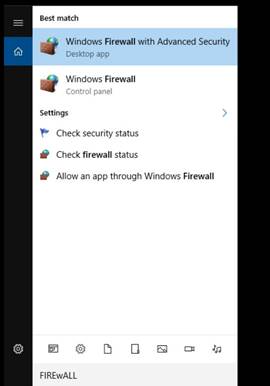 Best match
Windows Firewall with Advanced Security
Desktop app
Windows Firewall
Control panel
Settings
Check security status
Check firewall status
Allow an app through Windows Firewall
FIREwALL